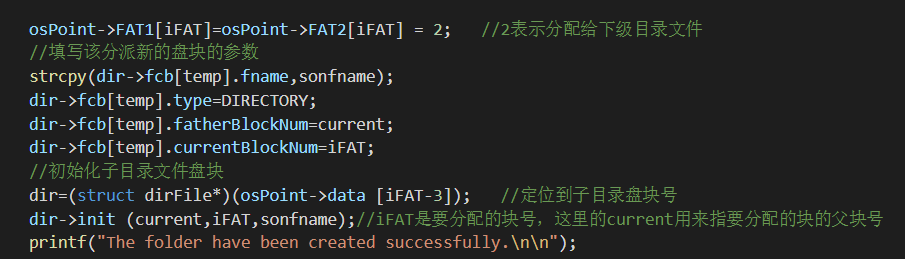 osPoint->FAT1[iFAT]=osPoint->FAT2[iFAT] = 2;   //2表示分配给下级目录文件
//填写该分派新的盘块的参数
strcpy(dir->fcb[temp].fname,sonfname);
dir->fcb[temp].type=DIRECTORY;
dir->fcb[temp].fatherBlockNum=current;
dir->fcb[temp].currentBlockNum=iFAT;
//初始化子目录文件盘块
dir=(struct dirFile*)(osPoint->data [iFAT-3]);   //定位到子目录盘块号
dir->init (current,iFAT,sonfname);//iFAT是要分配的块号，这里的current用来指要分配的块的父块号
printf("The folder have been created successfully.\n\n");